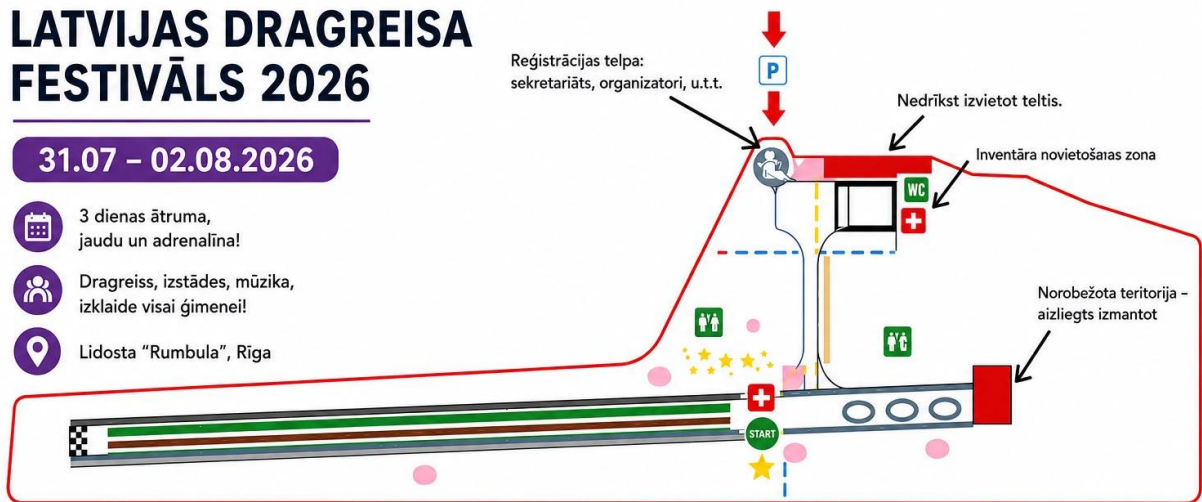 LATVIJAS DRAGREISA
FESTIVĀLS 2026
31.07 – 02.08.2026
3 dienas ātruma,
jaudu un adrenalīna!
Dragreiss, izstādes, mūzika,
izklaide visai ģimenei!
Lidosta "Rumbula", Rīga
Reģistrācijas telpa:
sekretariāts, organizatori, u.t.t.
P
Nedrīkst izvietot teltis.
Inventāra novietošanas zona
WC
Norobežota teritorija –
aizliegts izmantot
START